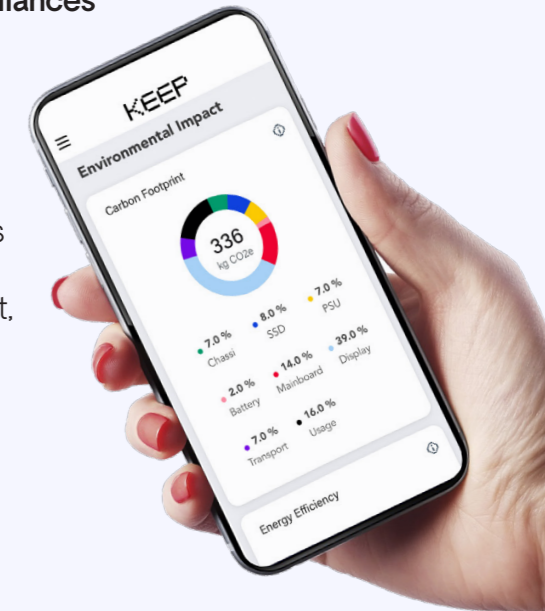 liances
s
t,
KEEP
Environmental Impact
Carbon Footprint
336
kg CO2e
7.0 %
Chassi
8.0 %
SSD
7.0 %
PSU
2.0 %
Battery
14.0 %
Mainboard
39.0 %
Display
7.0 %
Transport
16.0 %
Usage
Energy Efficiency